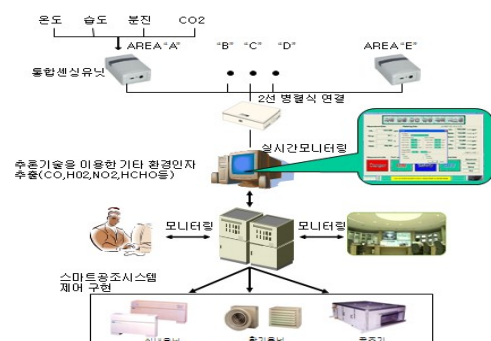 온도 습도 분진 CO2
AREA"A" "B" "C" "D" AREA"E"
통합센싱유닛
2선 병렬식 연결
실시간모니터링
추론기술을 이용한 기타 환경인자
추출(CO,H02,NO2,HCHO등)
모니터링 모니터링
스마트공조시스템
제어 구현